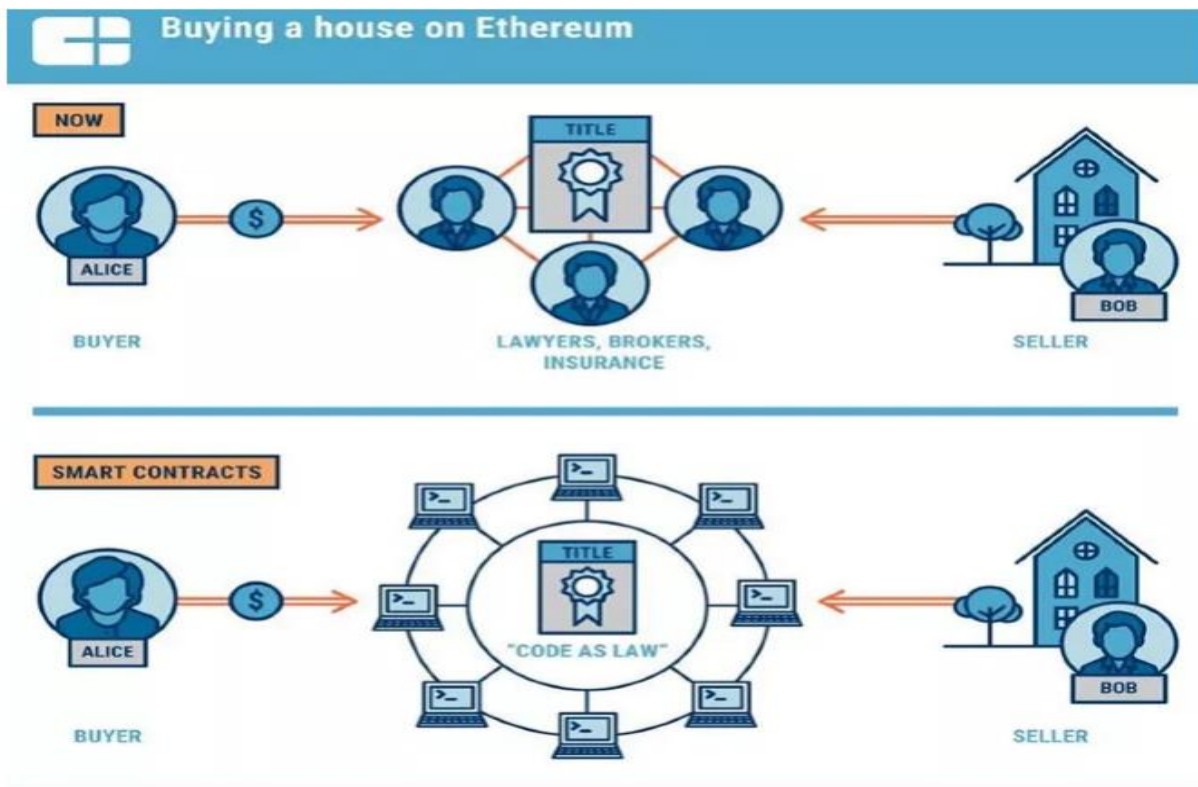 Buying a house on Ethereum
NOW
TITLE
$
ALICE
BOB
BUYER
LAWYERS, BROKERS,
INSURANCE
SELLER
SMART CONTRACTS
>_
>_
>_
TITLE
$
>_
>_
"CODE AS LAW"
ALICE
>_
>_
BOB
>_
BUYER
SELLER